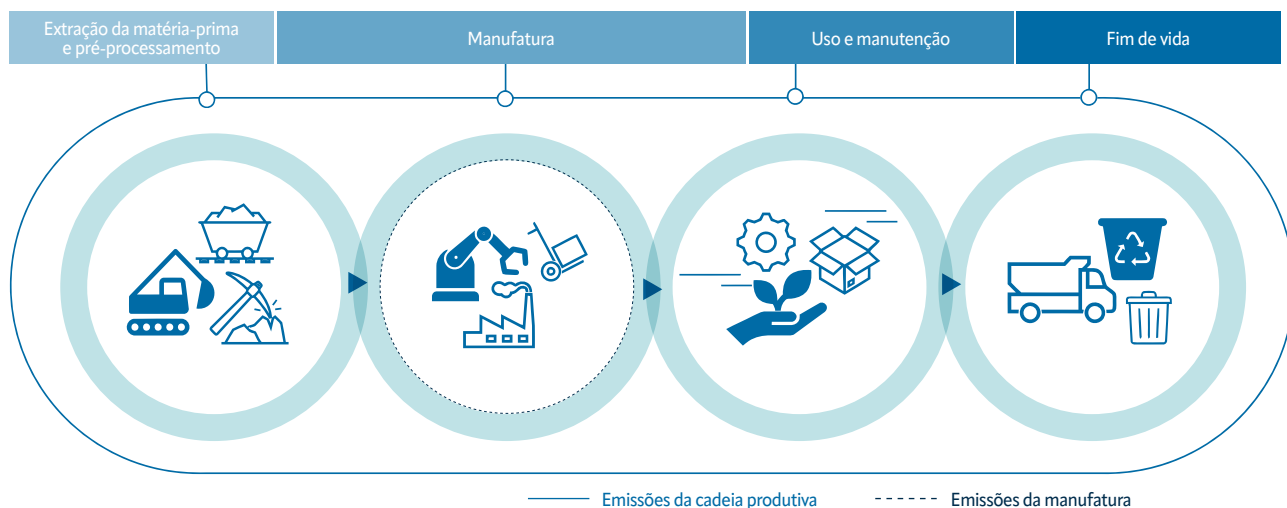 Extração da matéria-prima
e pré-processamento
Manufatura
Uso e manutenção
Fim de vida
Emissões da cadeia produtiva
Emissões da manufatura